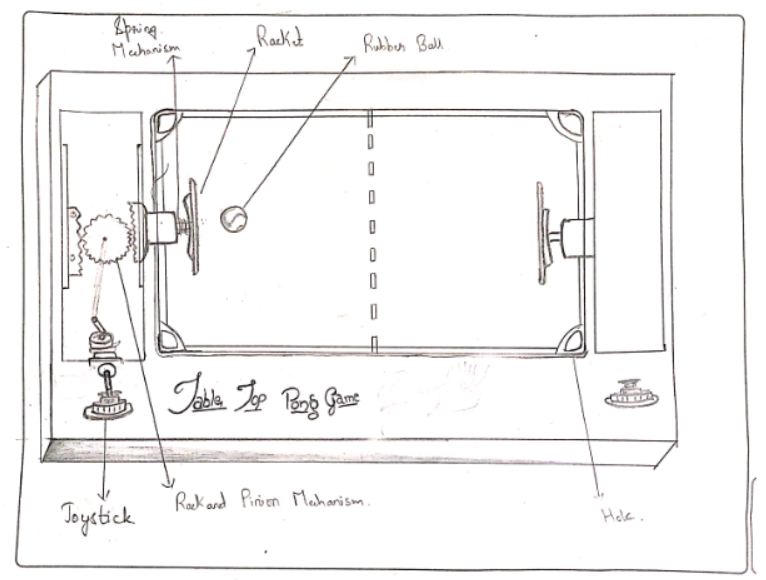 Spring
Mechanism
Racket
Rubber Ball
Table Top Pong Game
Joystick
Rack and Pinion Mechanism.
Hole.